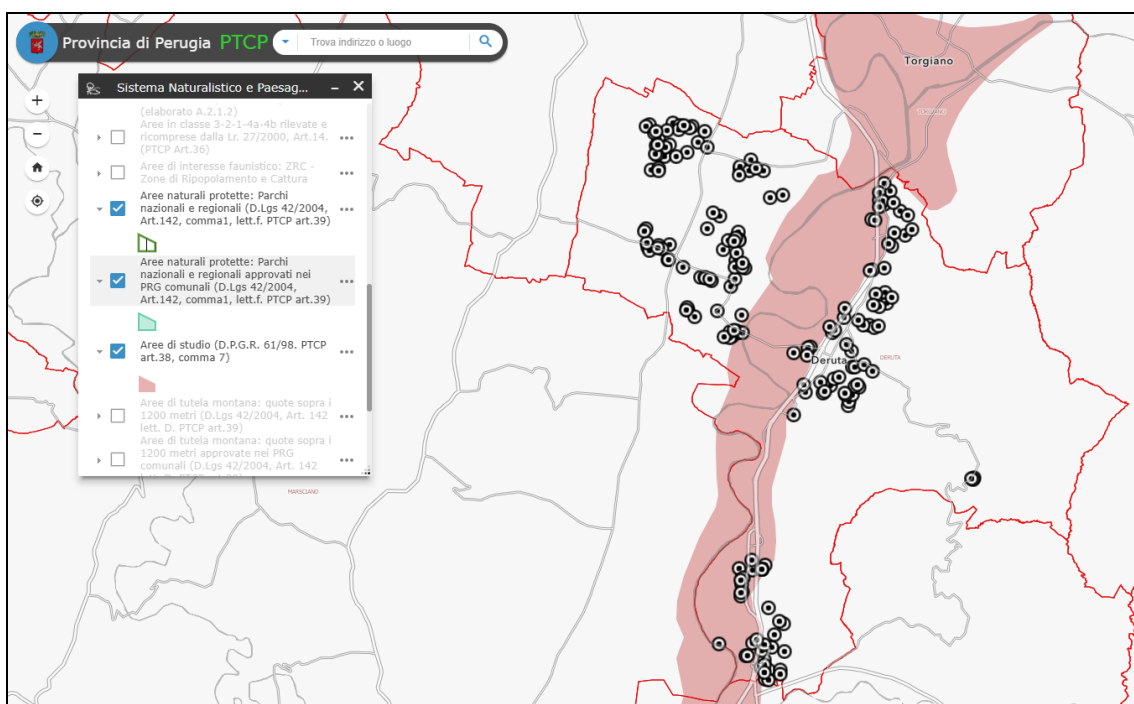 Provincia di Perugia PTCP
Trova indirizzo o luogo
Sistema Naturalistico e Paesag...
(elaborato A.2.1.2)
Aree in classe 3-2-1-4a-4b rilevate e
ricomprese dalla Lr. 27/2000, Art.14.
(PTCP Art.36)
Aree di interesse faunistico: ZRC -
Zone di Ripopolamento e Cattura
Aree naturali protette: Parchi
nazionali e regionali (D.Lgs 42/2004,
Art.142, comma1, lett.f. PTCP art.39)
Aree naturali protette: Parchi
nazionali e regionali approvati nei
PRG comunali (D.Lgs 42/2004,
Art.142, comma1, lett.f. PTCP art.39)
Aree di studio (D.P.G.R. 61/98. PTCP
art.38, comma 7)
Aree di tutela montana: quote sopra i
1200 metri (D.Lgs 42/2004, Art. 142
lett. D. PTCP art.39)
Aree di tutela montana: quote sopra i
1200 metri approvate nei PRG
comunali (D.Lgs 42/2004, Art. 142
Torgiano
TORGIANO
Deruta
DERUTA
MARSCIANO